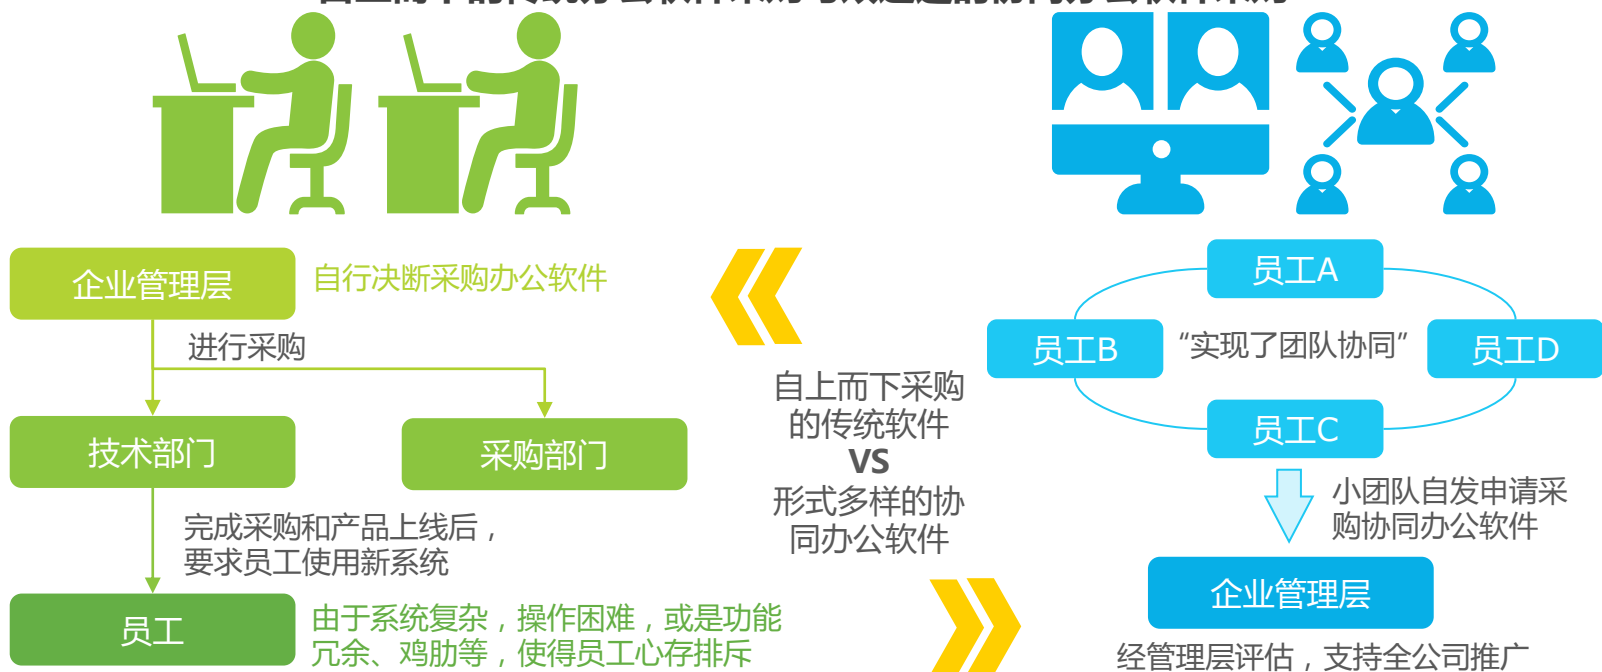 企业管理层
自行决断采购办公软件
进行采购
技术部门
采购部门
完成采购和产品上线后，
要求员工使用新系统
员工
由于系统复杂，操作困难，或是功能
冗余、鸡肋等，使得员工心存排斥
自上而下采购
的传统软件
VS
形式多样的协
同办公软件
员工A
员工B
“实现了团队协同”
员工D
员工C
小团队自发申请采
购协同办公软件
企业管理层
经管理层评估，支持全公司推广